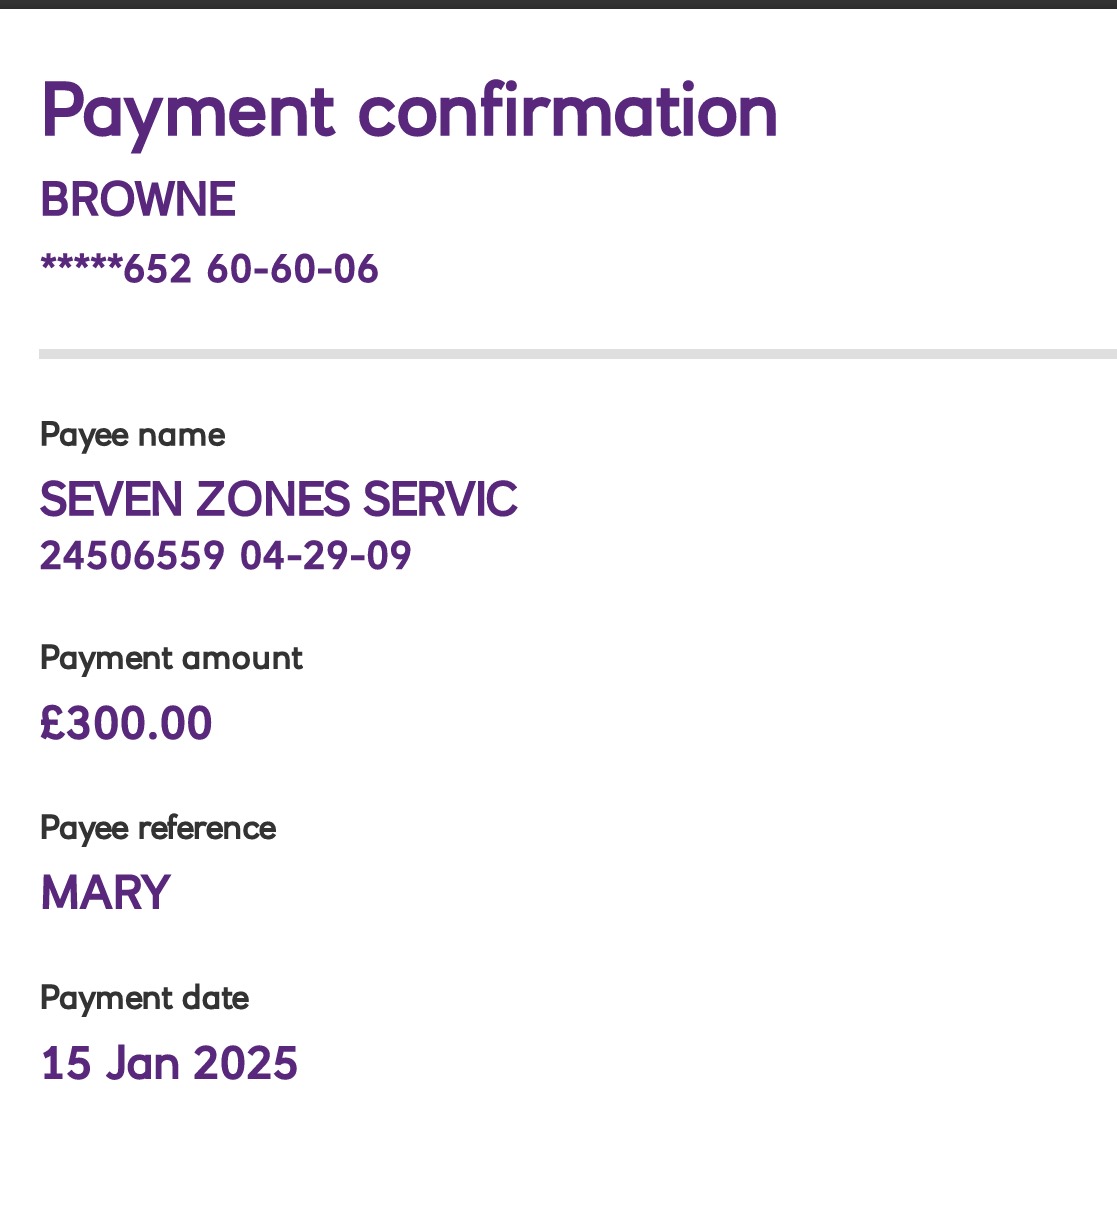 Payment confirmation
BROWNE
*****652 60-60-06
Payee name
SEVEN ZONES SERVIC
24506559 04-29-09
Payment amount
£300.00
Payee reference
MARY
Payment date
15 Jan 2025